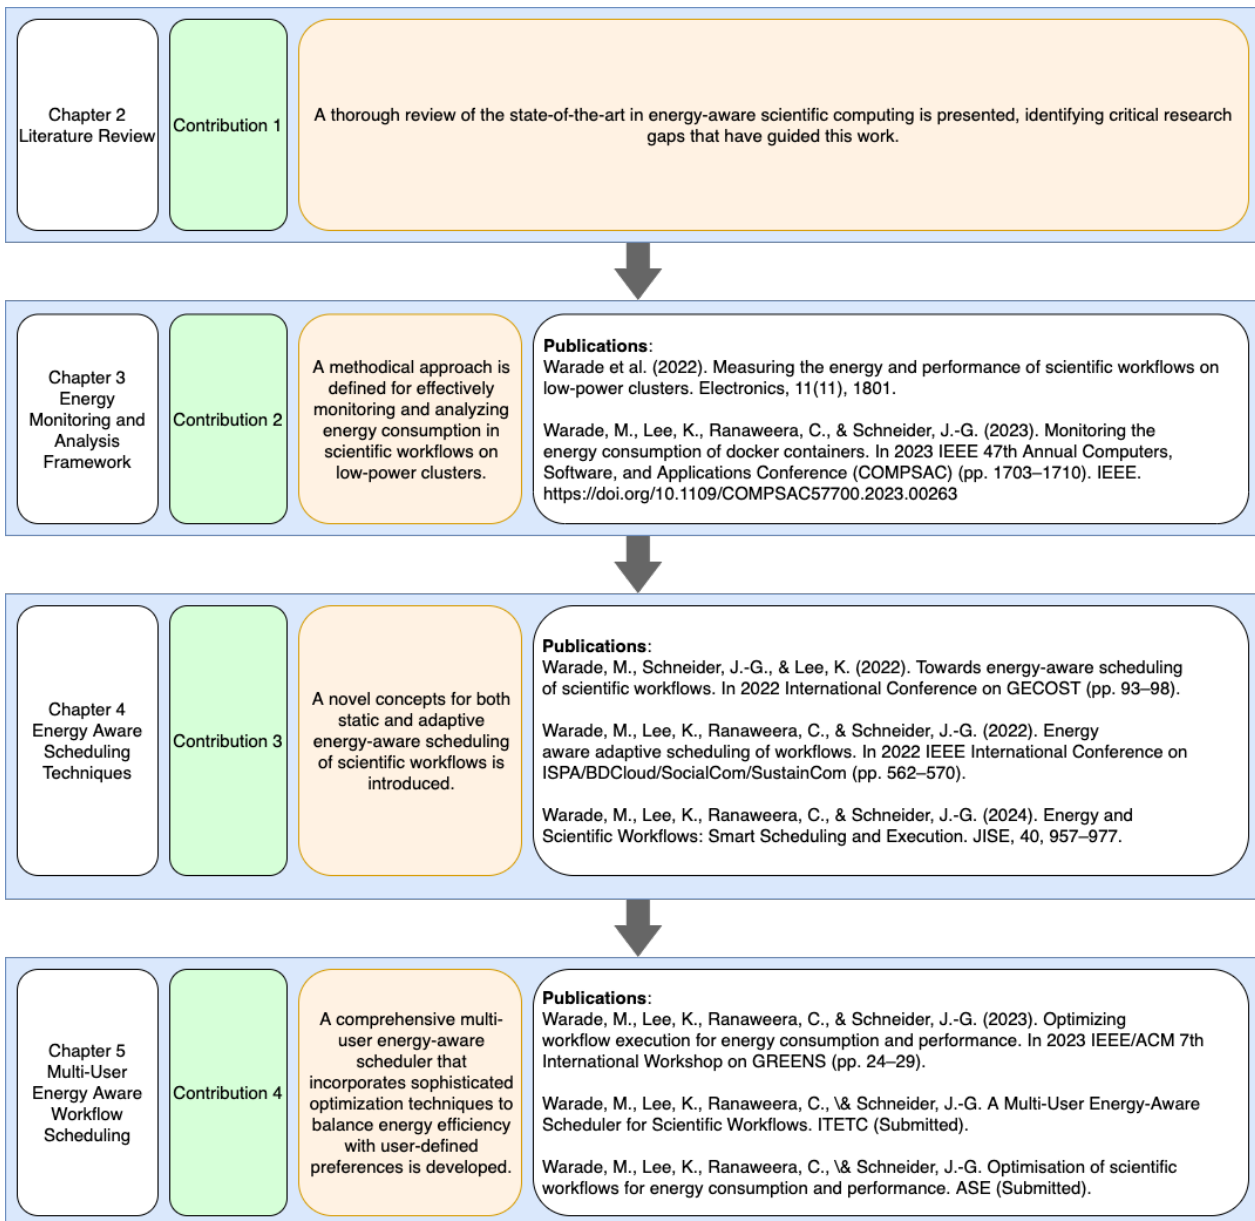 Chapter 2
Literature Review
Contribution 1
A thorough review of the state-of-the-art in energy-aware scientific computing is presented, identifying critical research
gaps that have guided this work.
Chapter 3
Energy
Monitoring and
Analysis
Framework
Contribution 2
A methodical approach is
defined for effectively
monitoring and analyzing
energy consumption in
scientific workflows on
low-power clusters.
Publications:
Warade et al. (2022). Measuring the energy and performance of scientific workflows on
low-power clusters. Electronics, 11(11), 1801.
Warade, M., Lee, K., Ranaweera, C., & Schneider, J.-G. (2023). Monitoring the
energy consumption of docker containers. In 2023 IEEE 47th Annual Computers,
Software, and Applications Conference (COMPSAC) (pp. 1703–1710). IEEE.
https://doi.org/10.1109/COMPSAC57700.2023.00263
Chapter 4
Energy Aware
Scheduling
Techniques
Contribution 3
A novel concepts for both
static and adaptive
energy-aware scheduling
of scientific workflows is
introduced.
Publications:
Warade, M., Schneider, J.-G., & Lee, K. (2022). Towards energy-aware scheduling
of scientific workflows. In 2022 International Conference on GECOST (pp. 93–98).
Warade, M., Lee, K., Ranaweera, C., & Schneider, J.-G. (2022). Energy
aware adaptive scheduling of workflows. In 2022 IEEE International Conference on
ISPA/BDCloud/SocialCom/SustainCom (pp. 562–570).
Warade, M., Lee, K., Ranaweera, C., & Schneider, J.-G. (2024). Energy and
Scientific Workflows: Smart Scheduling and Execution. JISE, 40, 957–977.
Chapter 5
Multi-User
Energy Aware
Workflow
Scheduling
Contribution 4
A comprehensive multi-
user energy-aware
scheduler that
incorporates sophisticated
optimization techniques to
balance energy efficiency
with user-defined
preferences is developed.
Publications:
Warade, M., Lee, K., Ranaweera, C., & Schneider, J.-G. (2023). Optimizing
workflow execution for energy consumption and performance. In 2023 IEEE/ACM 7th
International Workshop on GREENS (pp. 24–29).
Warade, M., Lee, K., Ranaweera, C., \& Schneider, J.-G. A Multi-User Energy-Aware
Scheduler for Scientific Workflows. ITETC (Submitted).
Warade, M., Lee, K., Ranaweera, C., \& Schneider, J.-G. Optimisation of scientific
workflows for energy consumption and performance. ASE (Submitted).